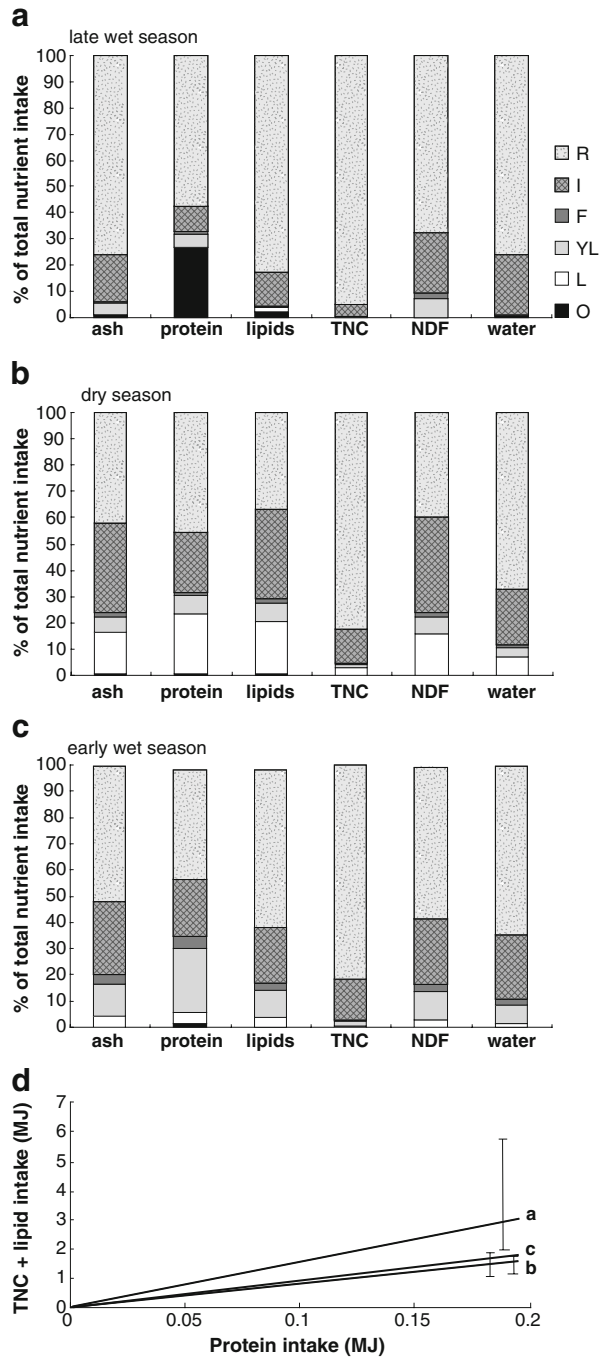 a
late wet season
100
90
80
70
60
50
40
30
20
10
0
% of total nutrient intake
ash protein lipids TNC NDF water
R
I
F
YL
L
O
b
dry season
100
90
80
70
60
50
40
30
20
10
0
% of total nutrient intake
ash protein lipids TNC NDF water
c
early wet season
100
90
80
70
60
50
40
30
20
10
0
% of total nutrient intake
ash protein lipids TNC NDF water
d
7
6
5
4
3
2
1
0
TNC + lipid intake (MJ)
a
c
b
0 0.05 0.1 0.15 0.2
Protein intake (MJ)